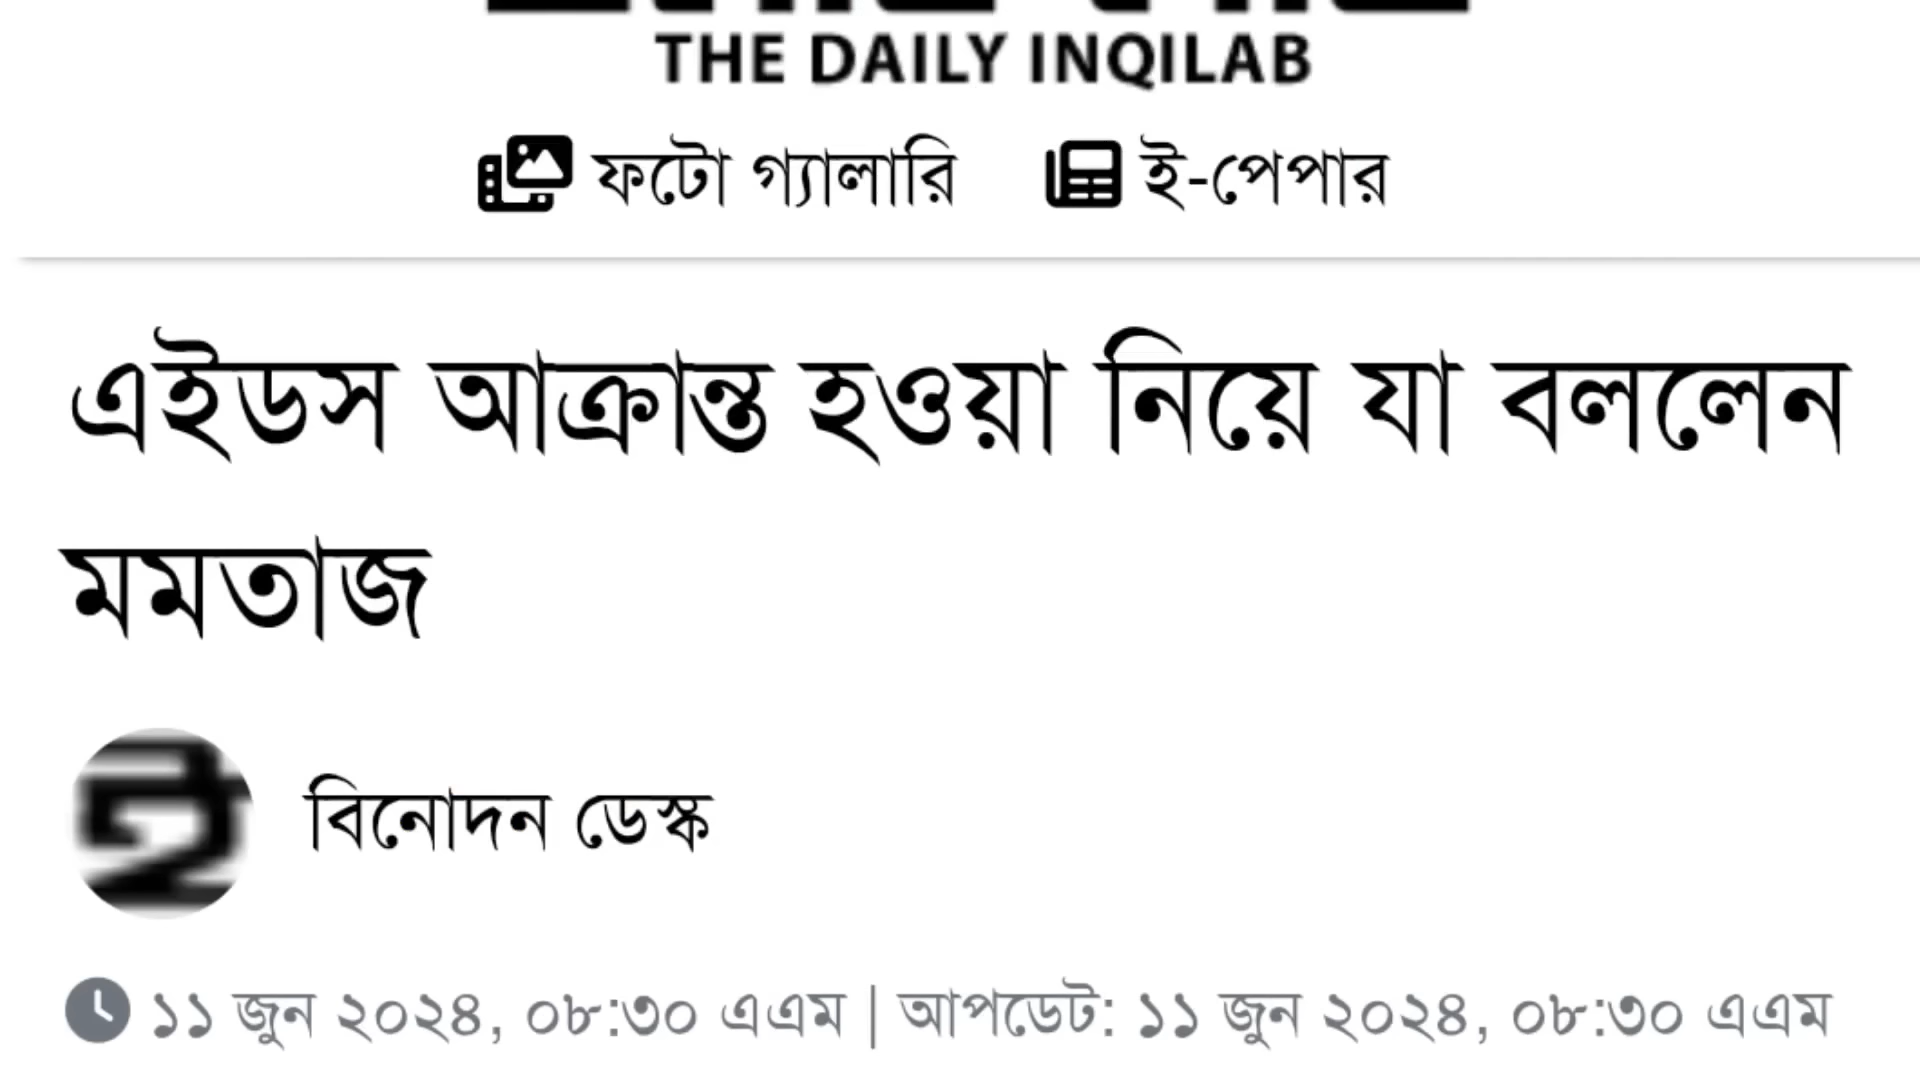 THE DAILY INQILAB
ফটো গ্যালারি ই-পেপার
এইডস আক্রান্ত হওয়া নিয়ে যা বললেন
মমতাজ
বিনোদন ডেস্ক
১১ জুন ২০২৪, ০৮:৩০ এএম | আপডেট: ১১ জুন ২০২৪, ০৮:৩০ এএম